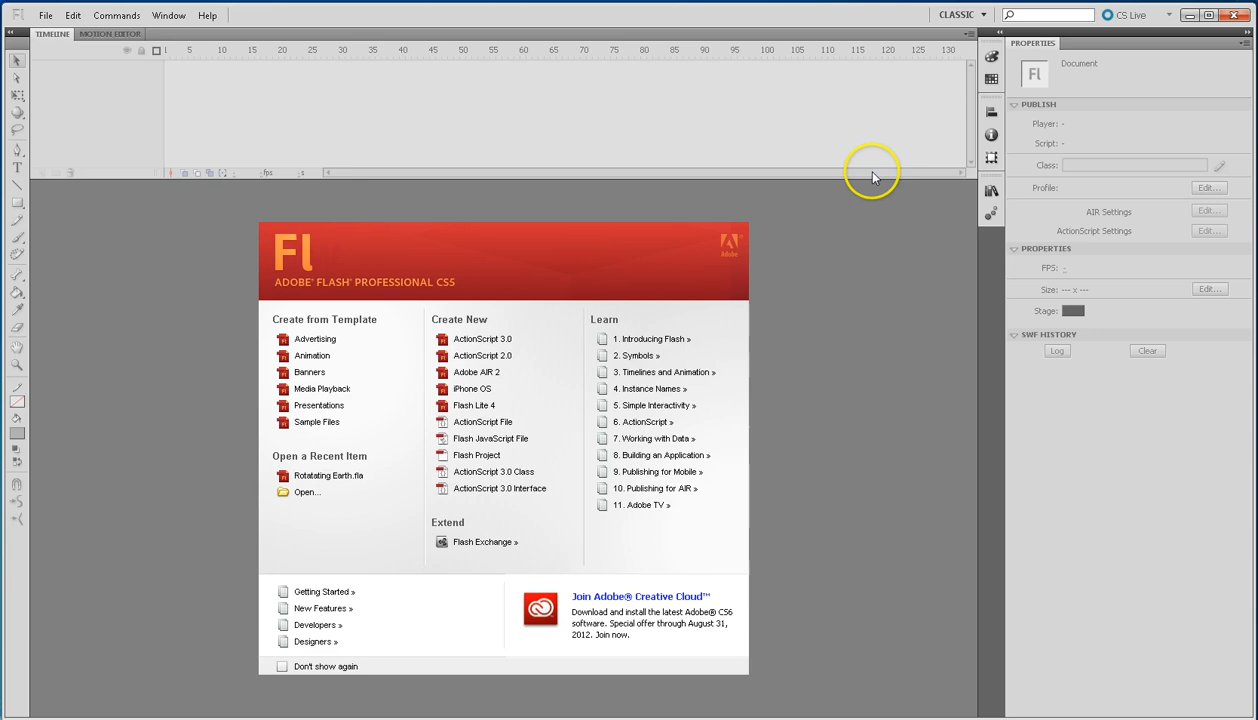 Fl File Edit Commands Window Help CLASSIC CS Live
TIMELINE MOTION EDITOR
1 5 10 15 20 25 30 35 40 45 50 55 60 65 70 75 80 85 90 95 100 105 110 115 120 125 130
fps s
PROPERTIES
Fl Document
PUBLISH
Player: -
Script: -
Class:
Profile: Edit...
AIR Settings Edit...
ActionScript Settings Edit...
PROPERTIES
FPS: -
Size: --- x --- Edit...
Stage:
SWF HISTORY
Log Clear
Fl
Adobe
ADOBE® FLASH® PROFESSIONAL CS5
Create from Template
Advertising
Animation
Banners
Media Playback
Presentations
Sample Files
Open a Recent Item
Rotatating Earth.fla
Open...
Create New
ActionScript 3.0
ActionScript 2.0
Adobe AIR 2
iPhone OS
Flash Lite 4
ActionScript File
Flash JavaScript File
Flash Project
ActionScript 3.0 Class
ActionScript 3.0 Interface
Extend
Flash Exchange »
Learn
1. Introducing Flash »
2. Symbols »
3. Timelines and Animation »
4. Instance Names »
5. Simple Interactivity »
6. ActionScript »
7. Working with Data »
8. Building an Application »
9. Publishing for Mobile »
10. Publishing for AIR »
11. Adobe TV »
Getting Started »
New Features »
Developers »
Designers »
Join Adobe® Creative Cloud™
Download and install the latest Adobe® CS6
software. Special offer through August 31,
2012. Join now.
Don't show again